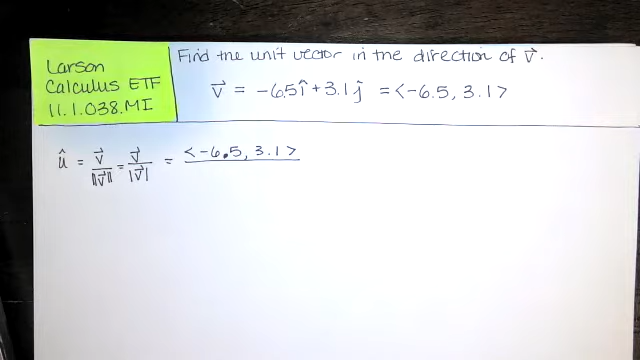 Larson
Calculus ETF
11.1.038.MI
Find the unit vector in the direction of v⃗.
v⃗ = -6.5î + 3.1ĵ = <-6.5, 3.1>
û = v⃗/‖v⃗‖ = v⃗/|v⃗| = <-6.5, 3.1>